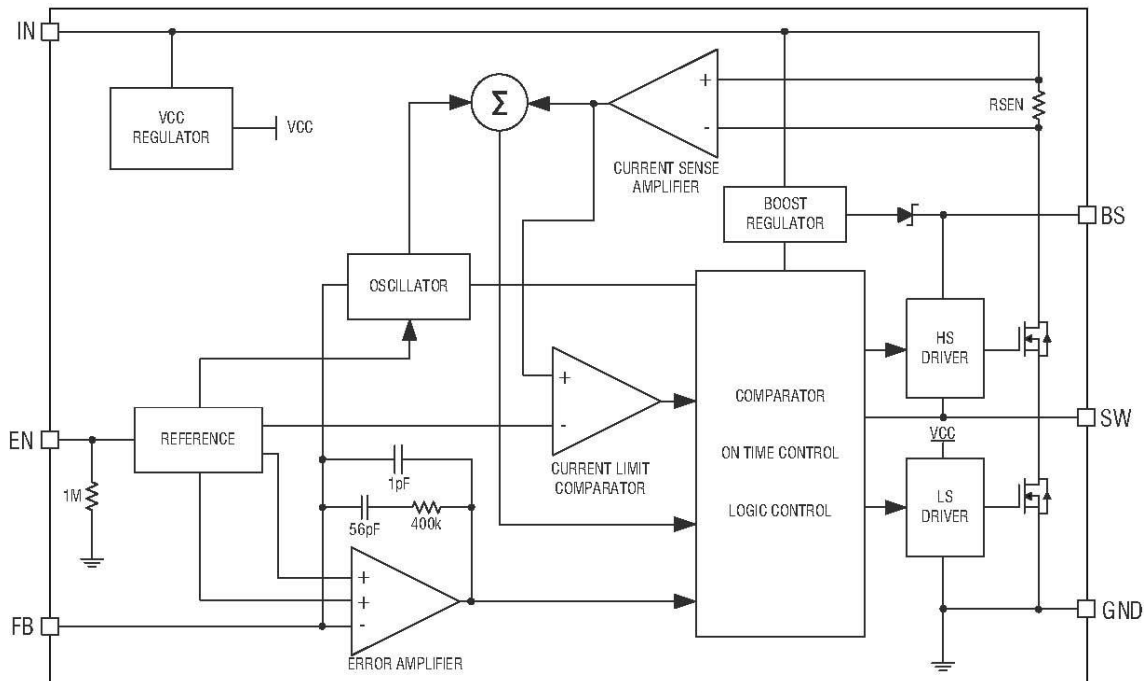 IN
Σ
+
-
RSEN
VCC
REGULATOR
VCC
CURRENT SENSE
AMPLIFIER
BOOST
REGULATOR
BS
OSCILLATOR
HS
DRIVER
+
-
COMPARATOR
ON TIME CONTROL
LOGIC CONTROL
SW
EN
REFERENCE
VCC
CURRENT LIMIT
COMPARATOR
1pF
1M
56pF
400k
LS
DRIVER
+
+
-
FB
GND
ERROR AMPLIFIER